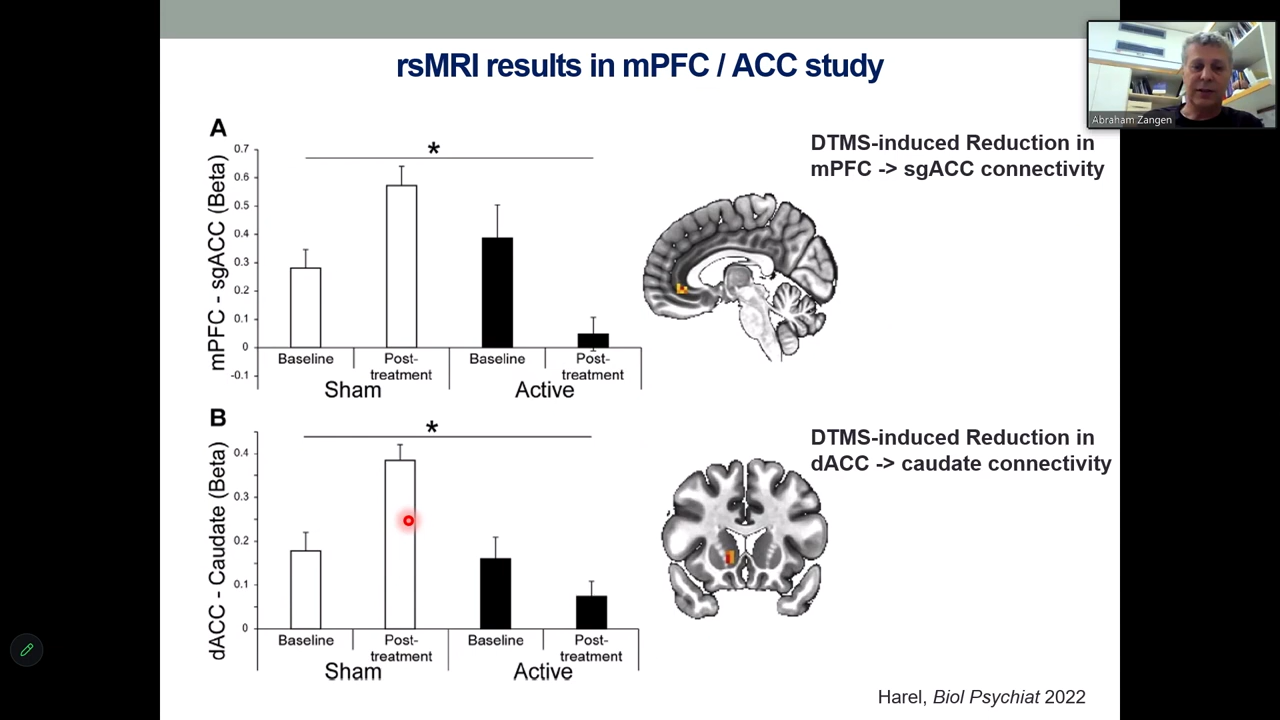 rsMRI results in mPFC / ACC study
Abraham Zangen
A
mPFC - sgACC (Beta)
0.7
0.6
0.5
0.4
0.3
0.2
0.1
0
-0.1
*
Baseline
Post-
treatment
Baseline
Post-
treatment
Sham
Active
DTMS-induced Reduction in
mPFC -> sgACC connectivity
B
dACC - Caudate (Beta)
0.4
0.3
0.2
0.1
0
*
Baseline
Post-
treatment
Baseline
Post-
treatment
Sham
Active
DTMS-induced Reduction in
dACC -> caudate connectivity
Harel, Biol Psychiat 2022